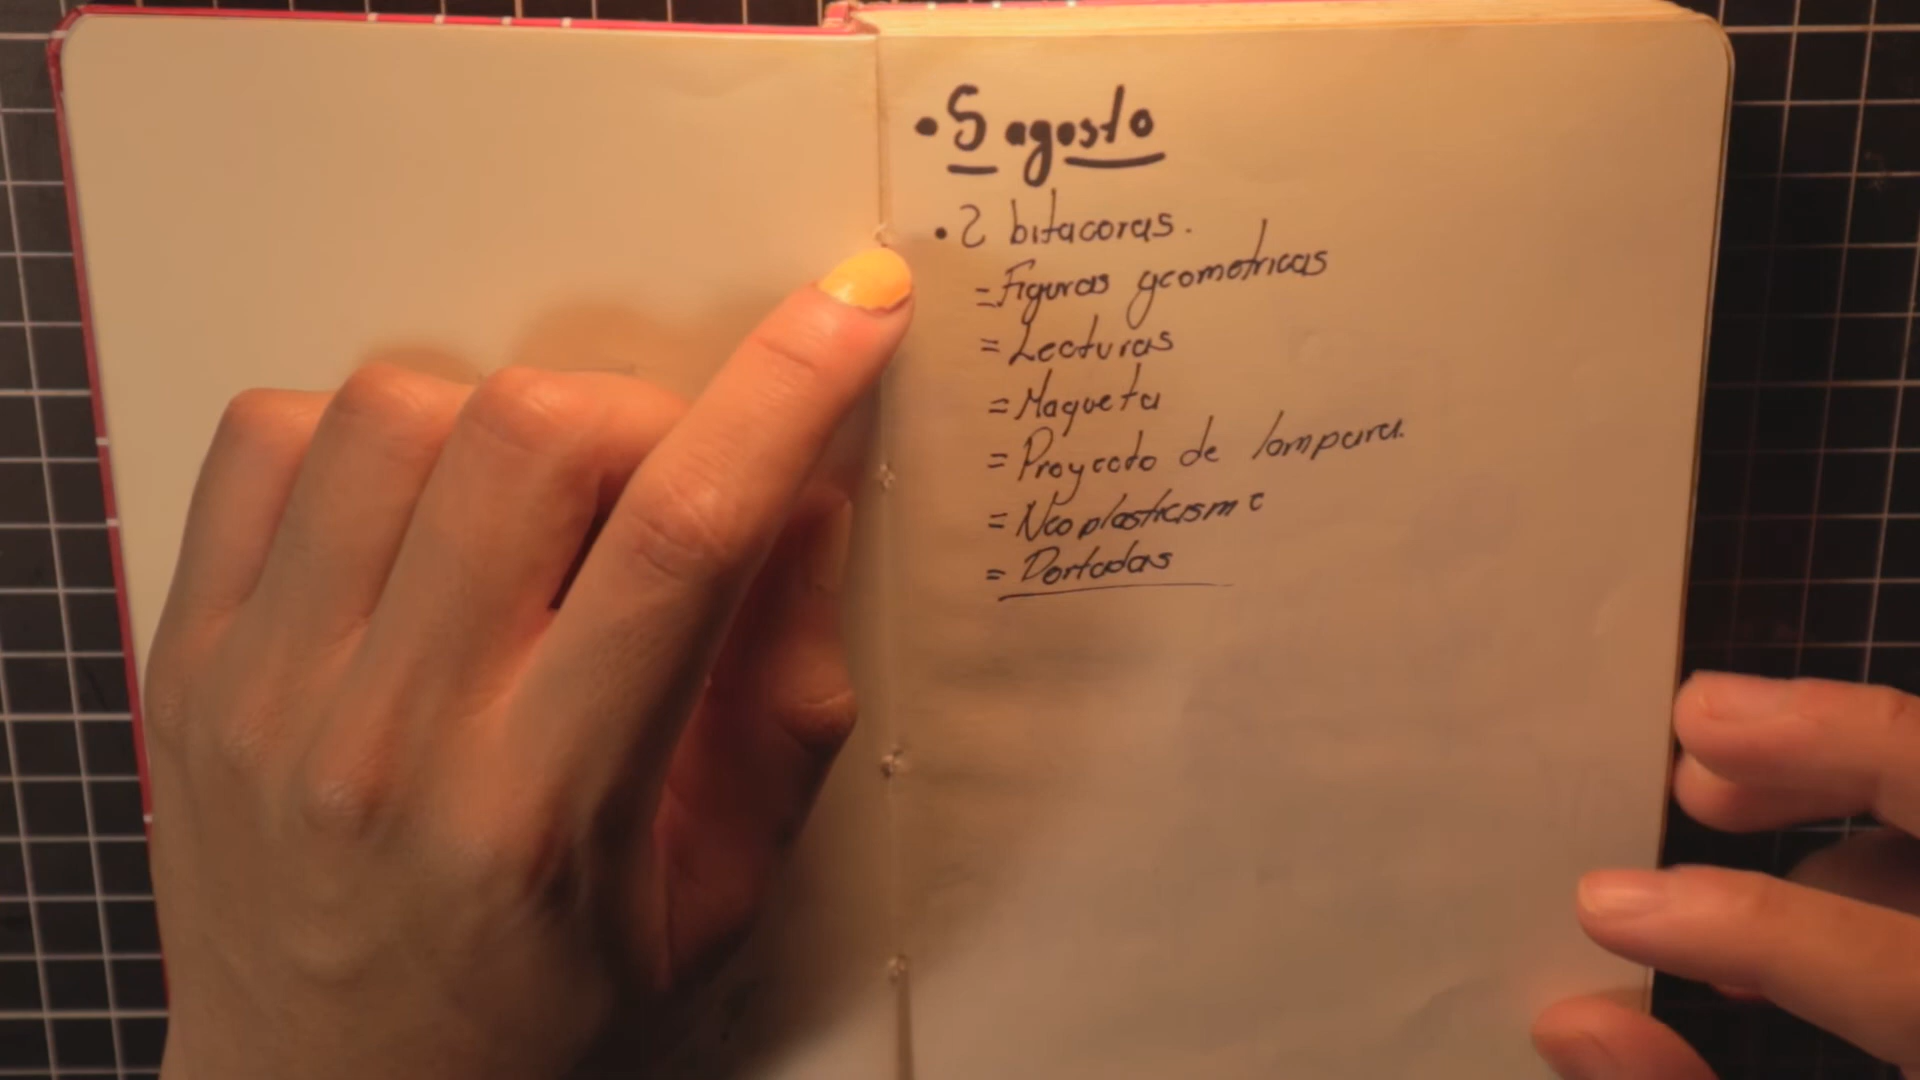 • 5 agosto
• 2 bitacoras.
= Figuras geometricas
= Lecturas
= Maqueta
= Proyecto de lampara.
= Neoplasticismo
= Portadas